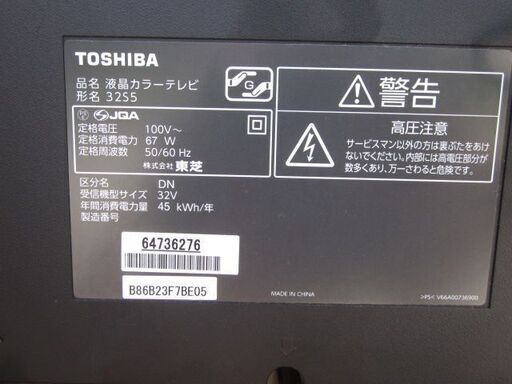 TOSHIBA
品名 液晶カラーテレビ
形名 32S5
G
JQA
定格電圧 100V～
定格消費電力 67 W
定格周波数 50/60 Hz
株式会社 東芝
区分名 DN
受信機型サイズ 32V
年間消費電力量 45 kWh/年
製造番号
64736276
B86B23F7BE05
警告
高圧注意
サービスマン以外の方は裏ぶたをあけ
ないでください。内部には高電圧部分が
数多くあり、万一さわると危険です。
MADE IN CHINA
>PS< V66A00736900